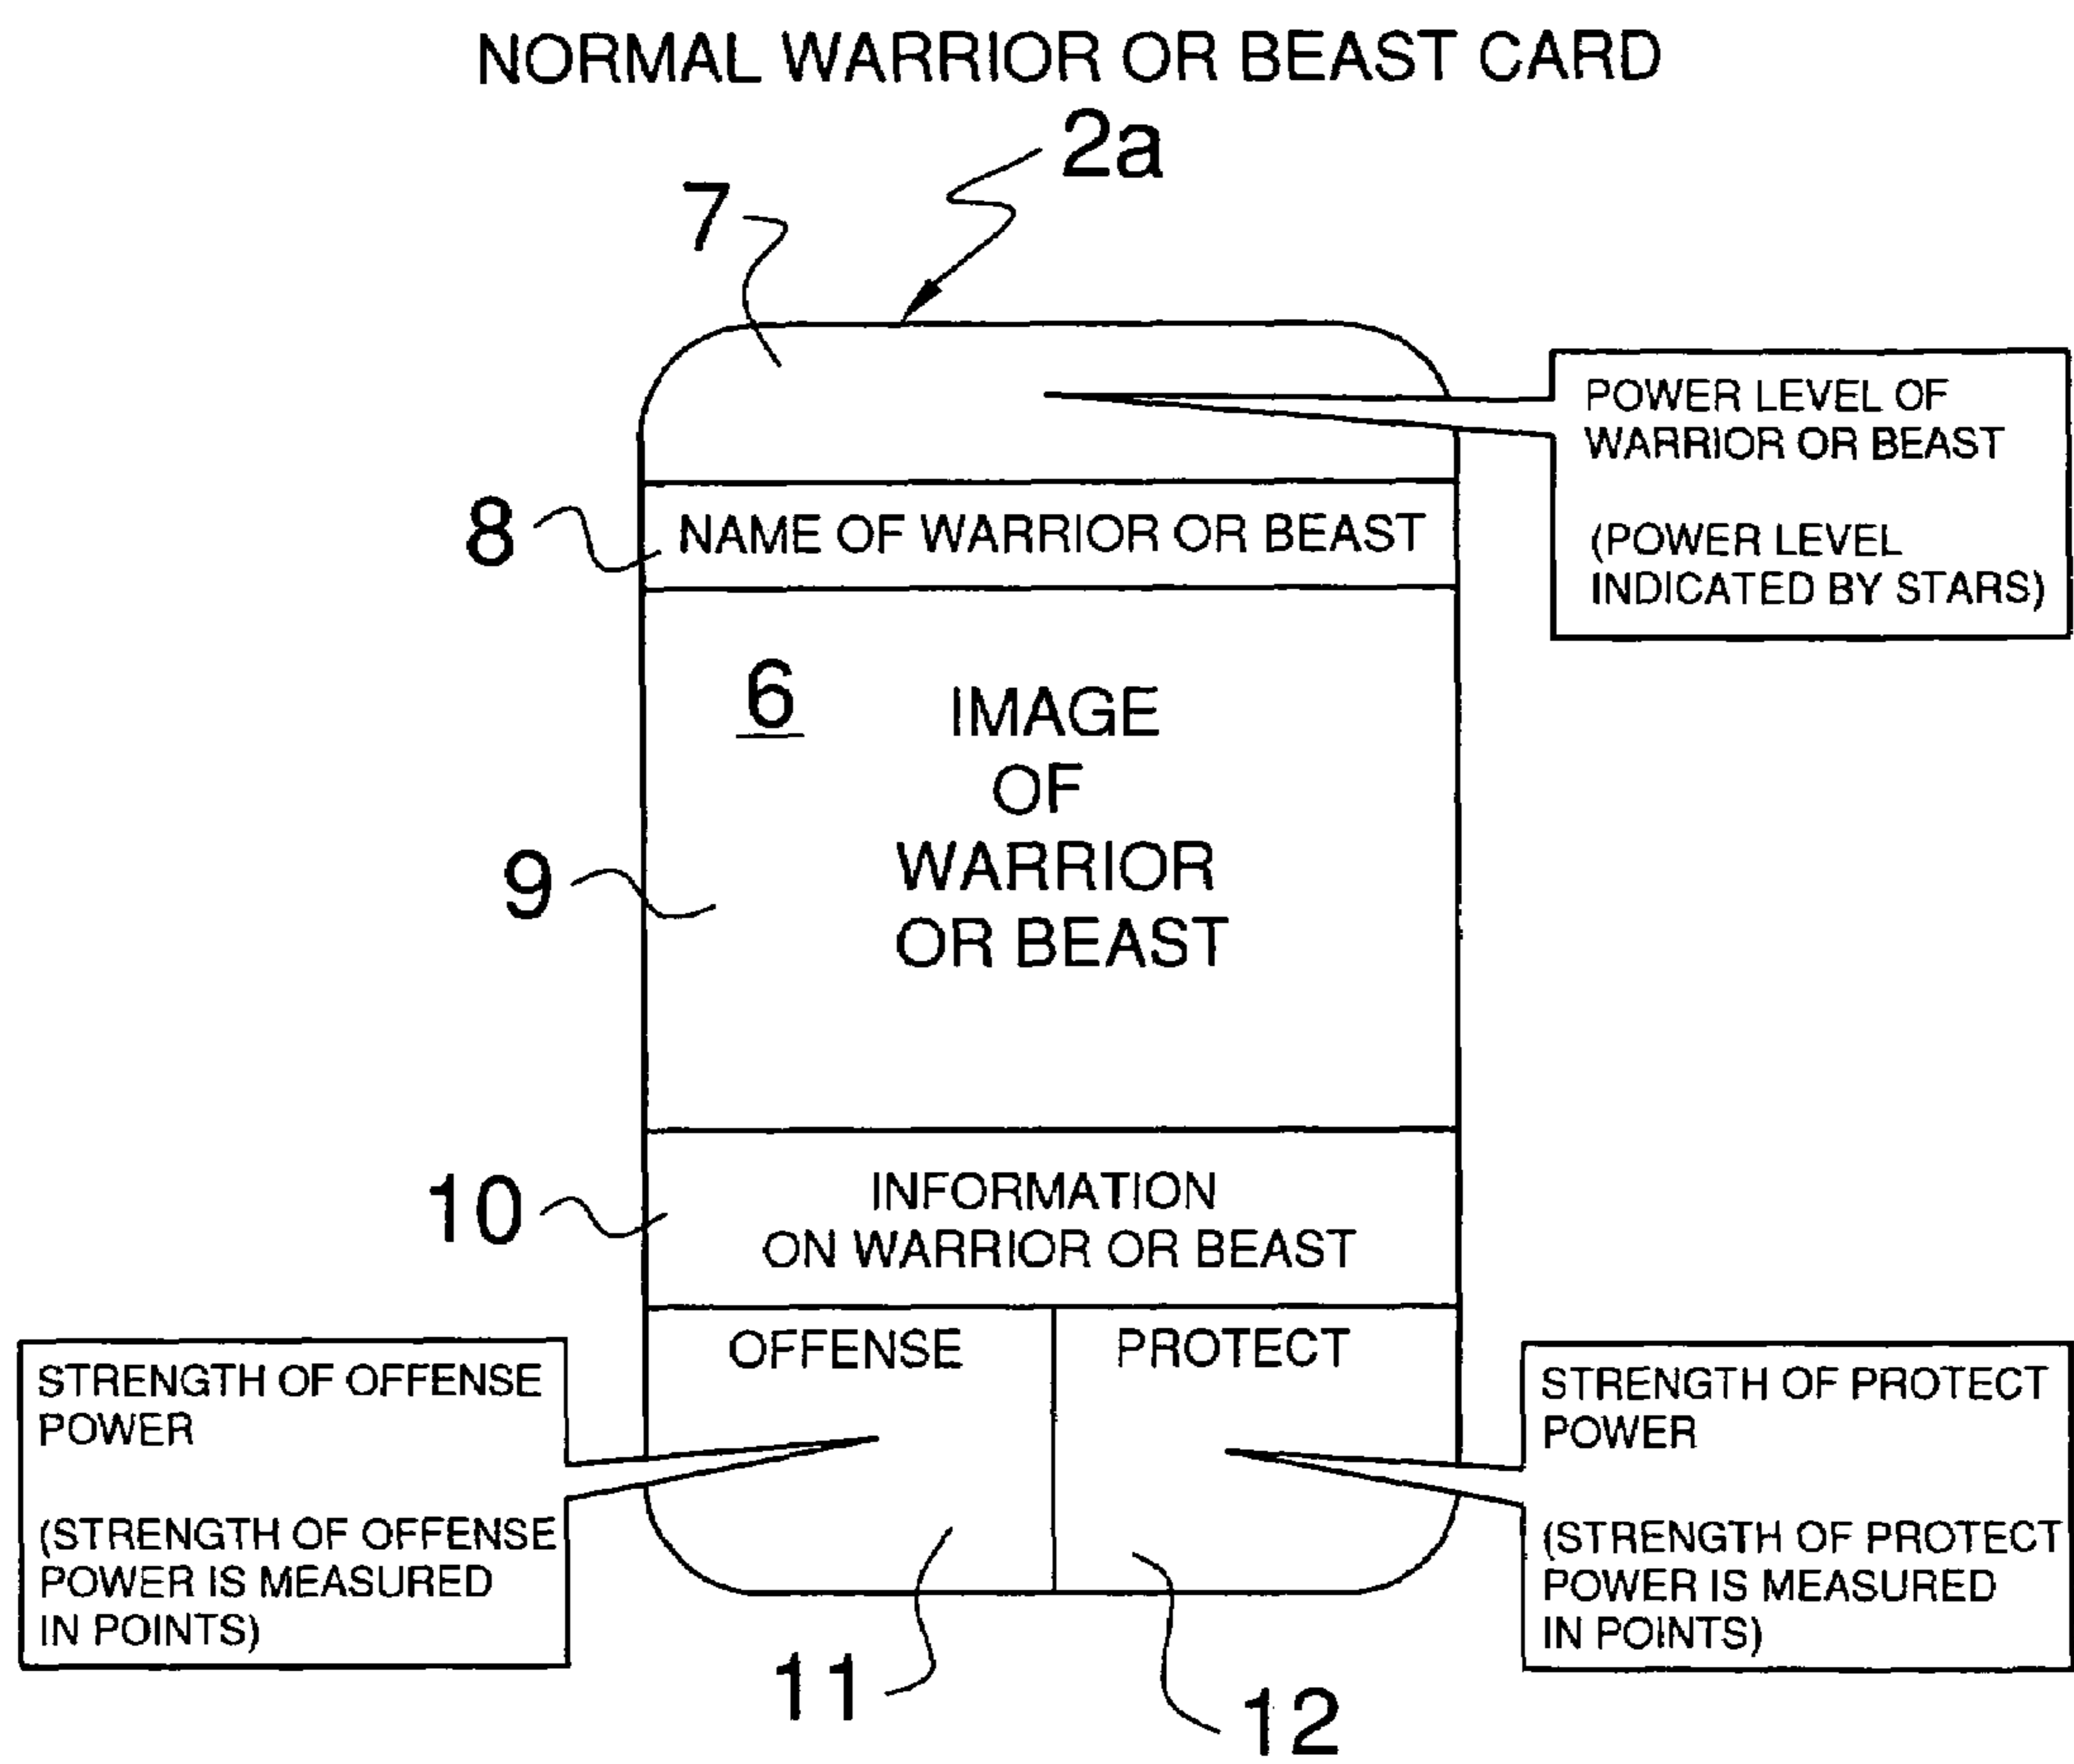 NORMAL WARRIOR OR BEAST CARD
2a
7
POWER LEVEL OF
WARRIOR OR BEAST
(POWER LEVEL
INDICATED BY STARS)
8
NAME OF WARRIOR OR BEAST
6
IMAGE
OF
WARRIOR
OR BEAST
9
10
INFORMATION
ON WARRIOR OR BEAST
OFFENSE
PROTECT
STRENGTH OF OFFENSE
POWER
(STRENGTH OF OFFENSE
POWER IS MEASURED
IN POINTS)
STRENGTH OF PROTECT
POWER
(STRENGTH OF PROTECT
POWER IS MEASURED
IN POINTS)
11
12